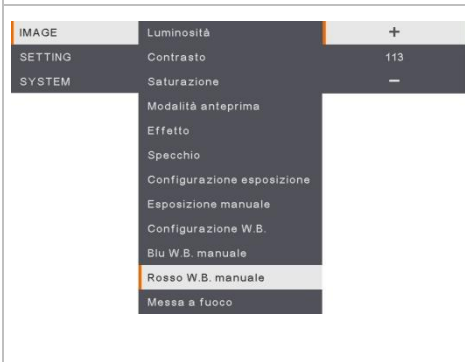 IMAGE
SETTING
SYSTEM
Luminosità
Contrasto
Saturazione
Modalità anteprima
Effetto
Specchio
Configurazione esposizione
Esposizione manuale
Configurazione W.B.
Blu W.B. manuale
Rosso W.B. manuale
Messa a fuoco
+
113
−